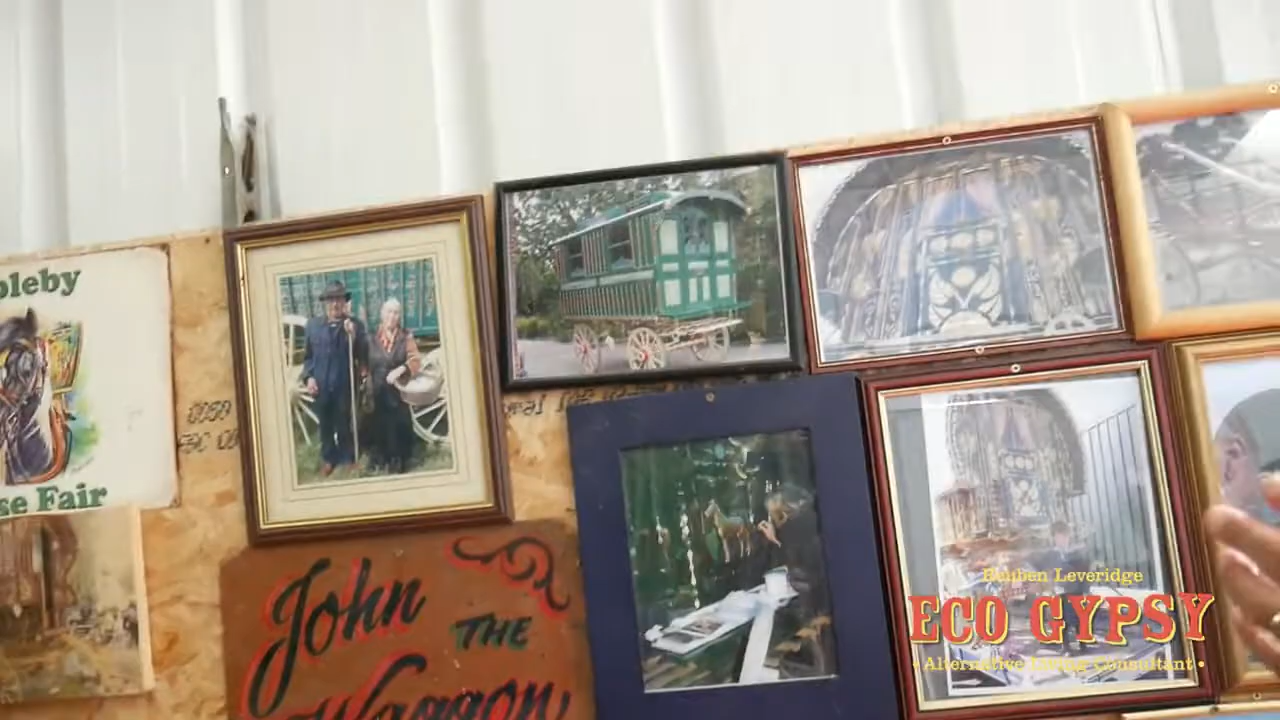 pleby
se Fair
John
THE
Waggon
Reuben Leveridge
ECO GYPSY
• Alternative Living Consultant •